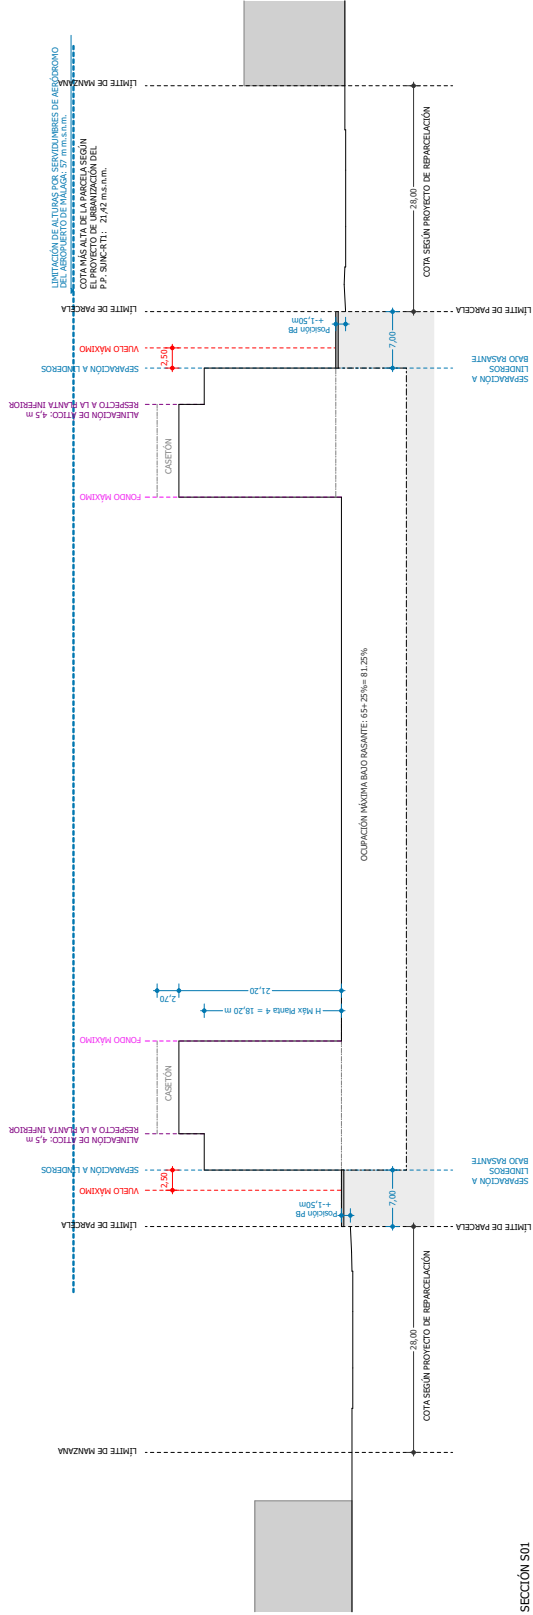 LIMITACIÓN DE ALTURAS POR SERVIDUMBRES DE AERÓDROMO
DEL AEROPUERTO DE MÁLAGA: 57 m m.s.n.m.
COTA MÁS ALTA DE LA PARCELA SEGÚN
EL PROYECTO DE URBANIZACIÓN DEL
P.P. SUNC-RT1: 21,42 m.s.n.m.
LÍMITE DE MANZANA
28,00
COTA SEGÚN PROYECTO DE REPARCELACIÓN
LÍMITE DE PARCELA
LÍMITE DE PARCELA
Posición PB
+-1,50m
7,00
VUELO MÁXIMO
2,50
SEPARACIÓN A LINDEROS
SEPARACIÓN A
LINDEROS
BAJO RASANTE
ALINEACIÓN DE ÁTICO: 4,5 m
RESPECTO A LA PLANTA INFERIOR
CASETÓN
FONDO MÁXIMO
OCUPACIÓN MÁXIMA BAJO RASANTE: 65+25%= 81.25%
2,70
21,20
H Máx Planta 4 = 18,20 m
FONDO MÁXIMO
CASETÓN
ALINEACIÓN DE ÁTICO: 4,5 m
RESPECTO A LA PLANTA INFERIOR
SEPARACIÓN A LINDEROS
SEPARACIÓN A
LINDEROS
BAJO RASANTE
2,50
VUELO MÁXIMO
7,00
Posición PB
+-1,50m
LÍMITE DE PARCELA
LÍMITE DE PARCELA
28,00
COTA SEGÚN PROYECTO DE REPARCELACIÓN
LÍMITE DE MANZANA
SECCIÓN S01